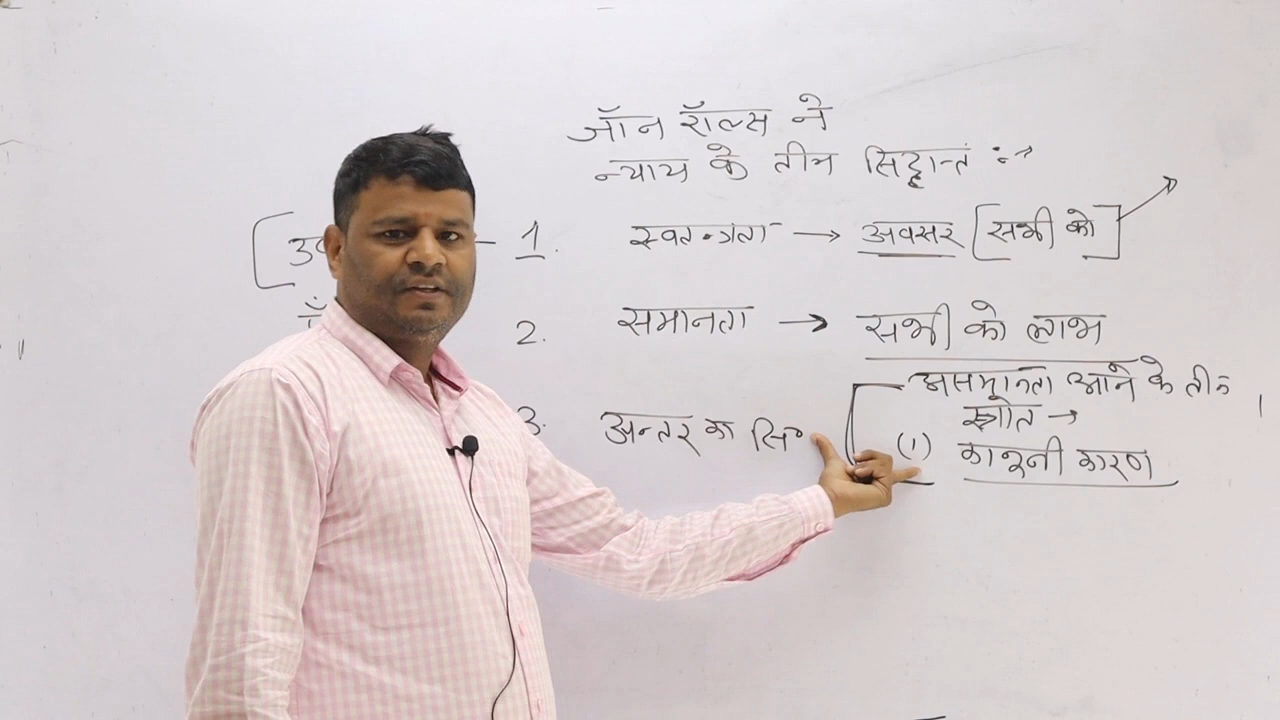 जॉन रॉल्स ने
न्याय के तीन सिद्धान्त :→
1. स्वतन्त्रता → अवसर [सभी को]
2. समानता → सभी को लाभ
3. अन्तर का सि०
असमानता आने के तीन
स्त्रोत →
(1) कानूनी कारण